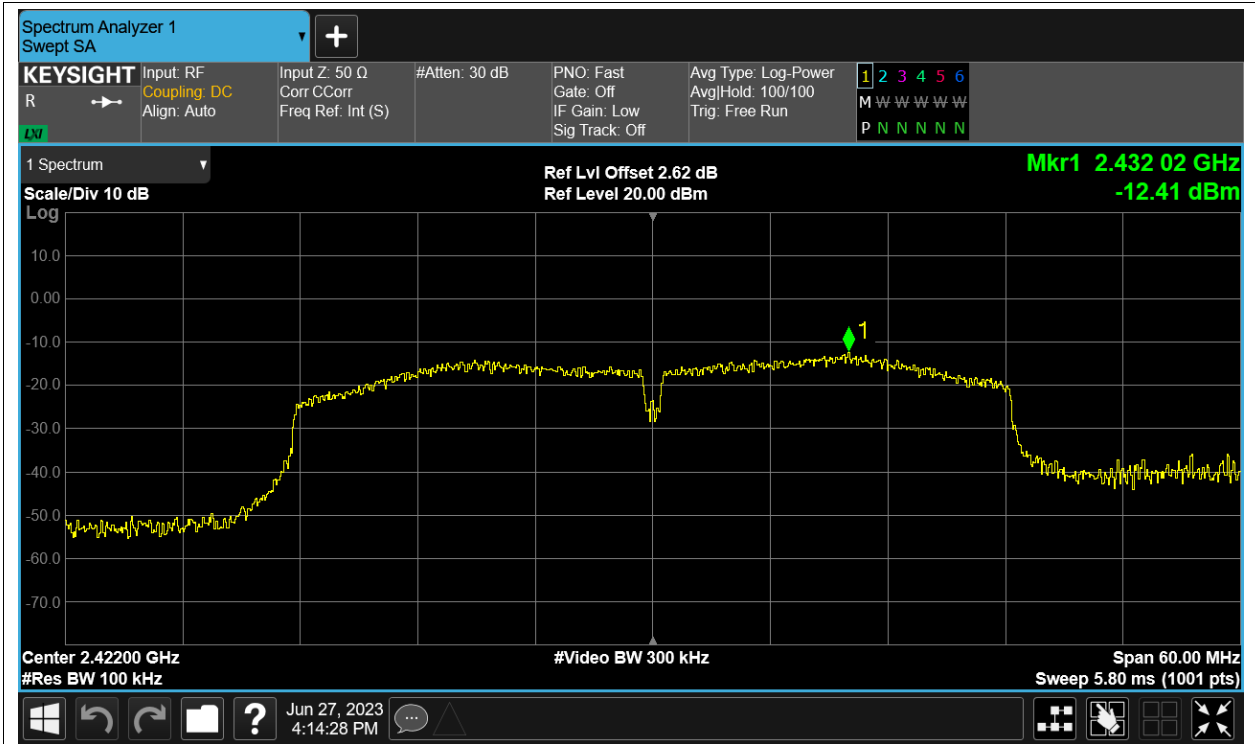 Spectrum Analyzer 1
Swept SA
KEYSIGHT
R
LXI
Input: RF
Coupling: DC
Align: Auto
Input Z: 50 Ω
Corr CCorr
Freq Ref: Int (S)
#Atten: 30 dB
PNO: Fast
Gate: Off
IF Gain: Low
Sig Track: Off
Avg Type: Log-Power
Avg|Hold: 100/100
Trig: Free Run
1 2 3 4 5 6
M W W W W W
P N N N N N
1 Spectrum
Scale/Div 10 dB
Log
Ref Lvl Offset 2.62 dB
Ref Level 20.00 dBm
Mkr1 2.432 02 GHz
-12.41 dBm
10.0
0.00
-10.0
-20.0
-30.0
-40.0
-50.0
-60.0
-70.0
1
Center 2.42200 GHz
#Res BW 100 kHz
#Video BW 300 kHz
Span 60.00 MHz
Sweep 5.80 ms (1001 pts)
?
Jun 27, 2023
4:14:28 PM